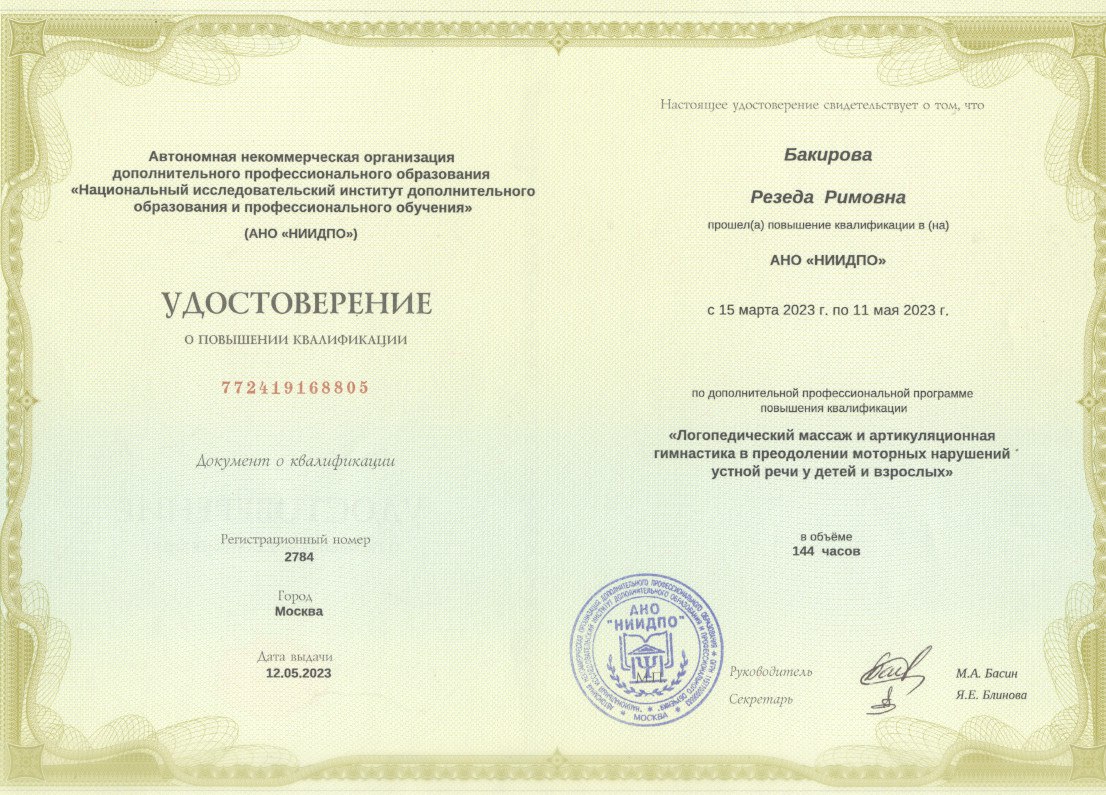 Автономная некоммерческая организация
дополнительного профессионального образования
«Национальный исследовательский институт дополнительного
образования и профессионального обучения»
(АНО «НИИДПО»)
УДОСТОВЕРЕНИЕ
О ПОВЫШЕНИИ КВАЛИФИКАЦИИ
772419168805
Документ о квалификации
Регистрационный номер
2784
Город
Москва
Дата выдачи
12.05.2023
Настоящее удостоверение свидетельствует о том, что
Бакирова
Резеда Римовна
прошел(а) повышение квалификации в (на)
АНО «НИИДПО»
с 15 марта 2023 г. по 11 мая 2023 г.
по дополнительной профессиональной программе
повышения квалификации
«Логопедический массаж и артикуляционная
гимнастика в преодолении моторных нарушений
устной речи у детей и взрослых»
в объёме
144 часов
АНО
"НИИДПО"
М.П.
МОСКВА
Руководитель
М.А. Басин
Секретарь
Я.Е. Блинова